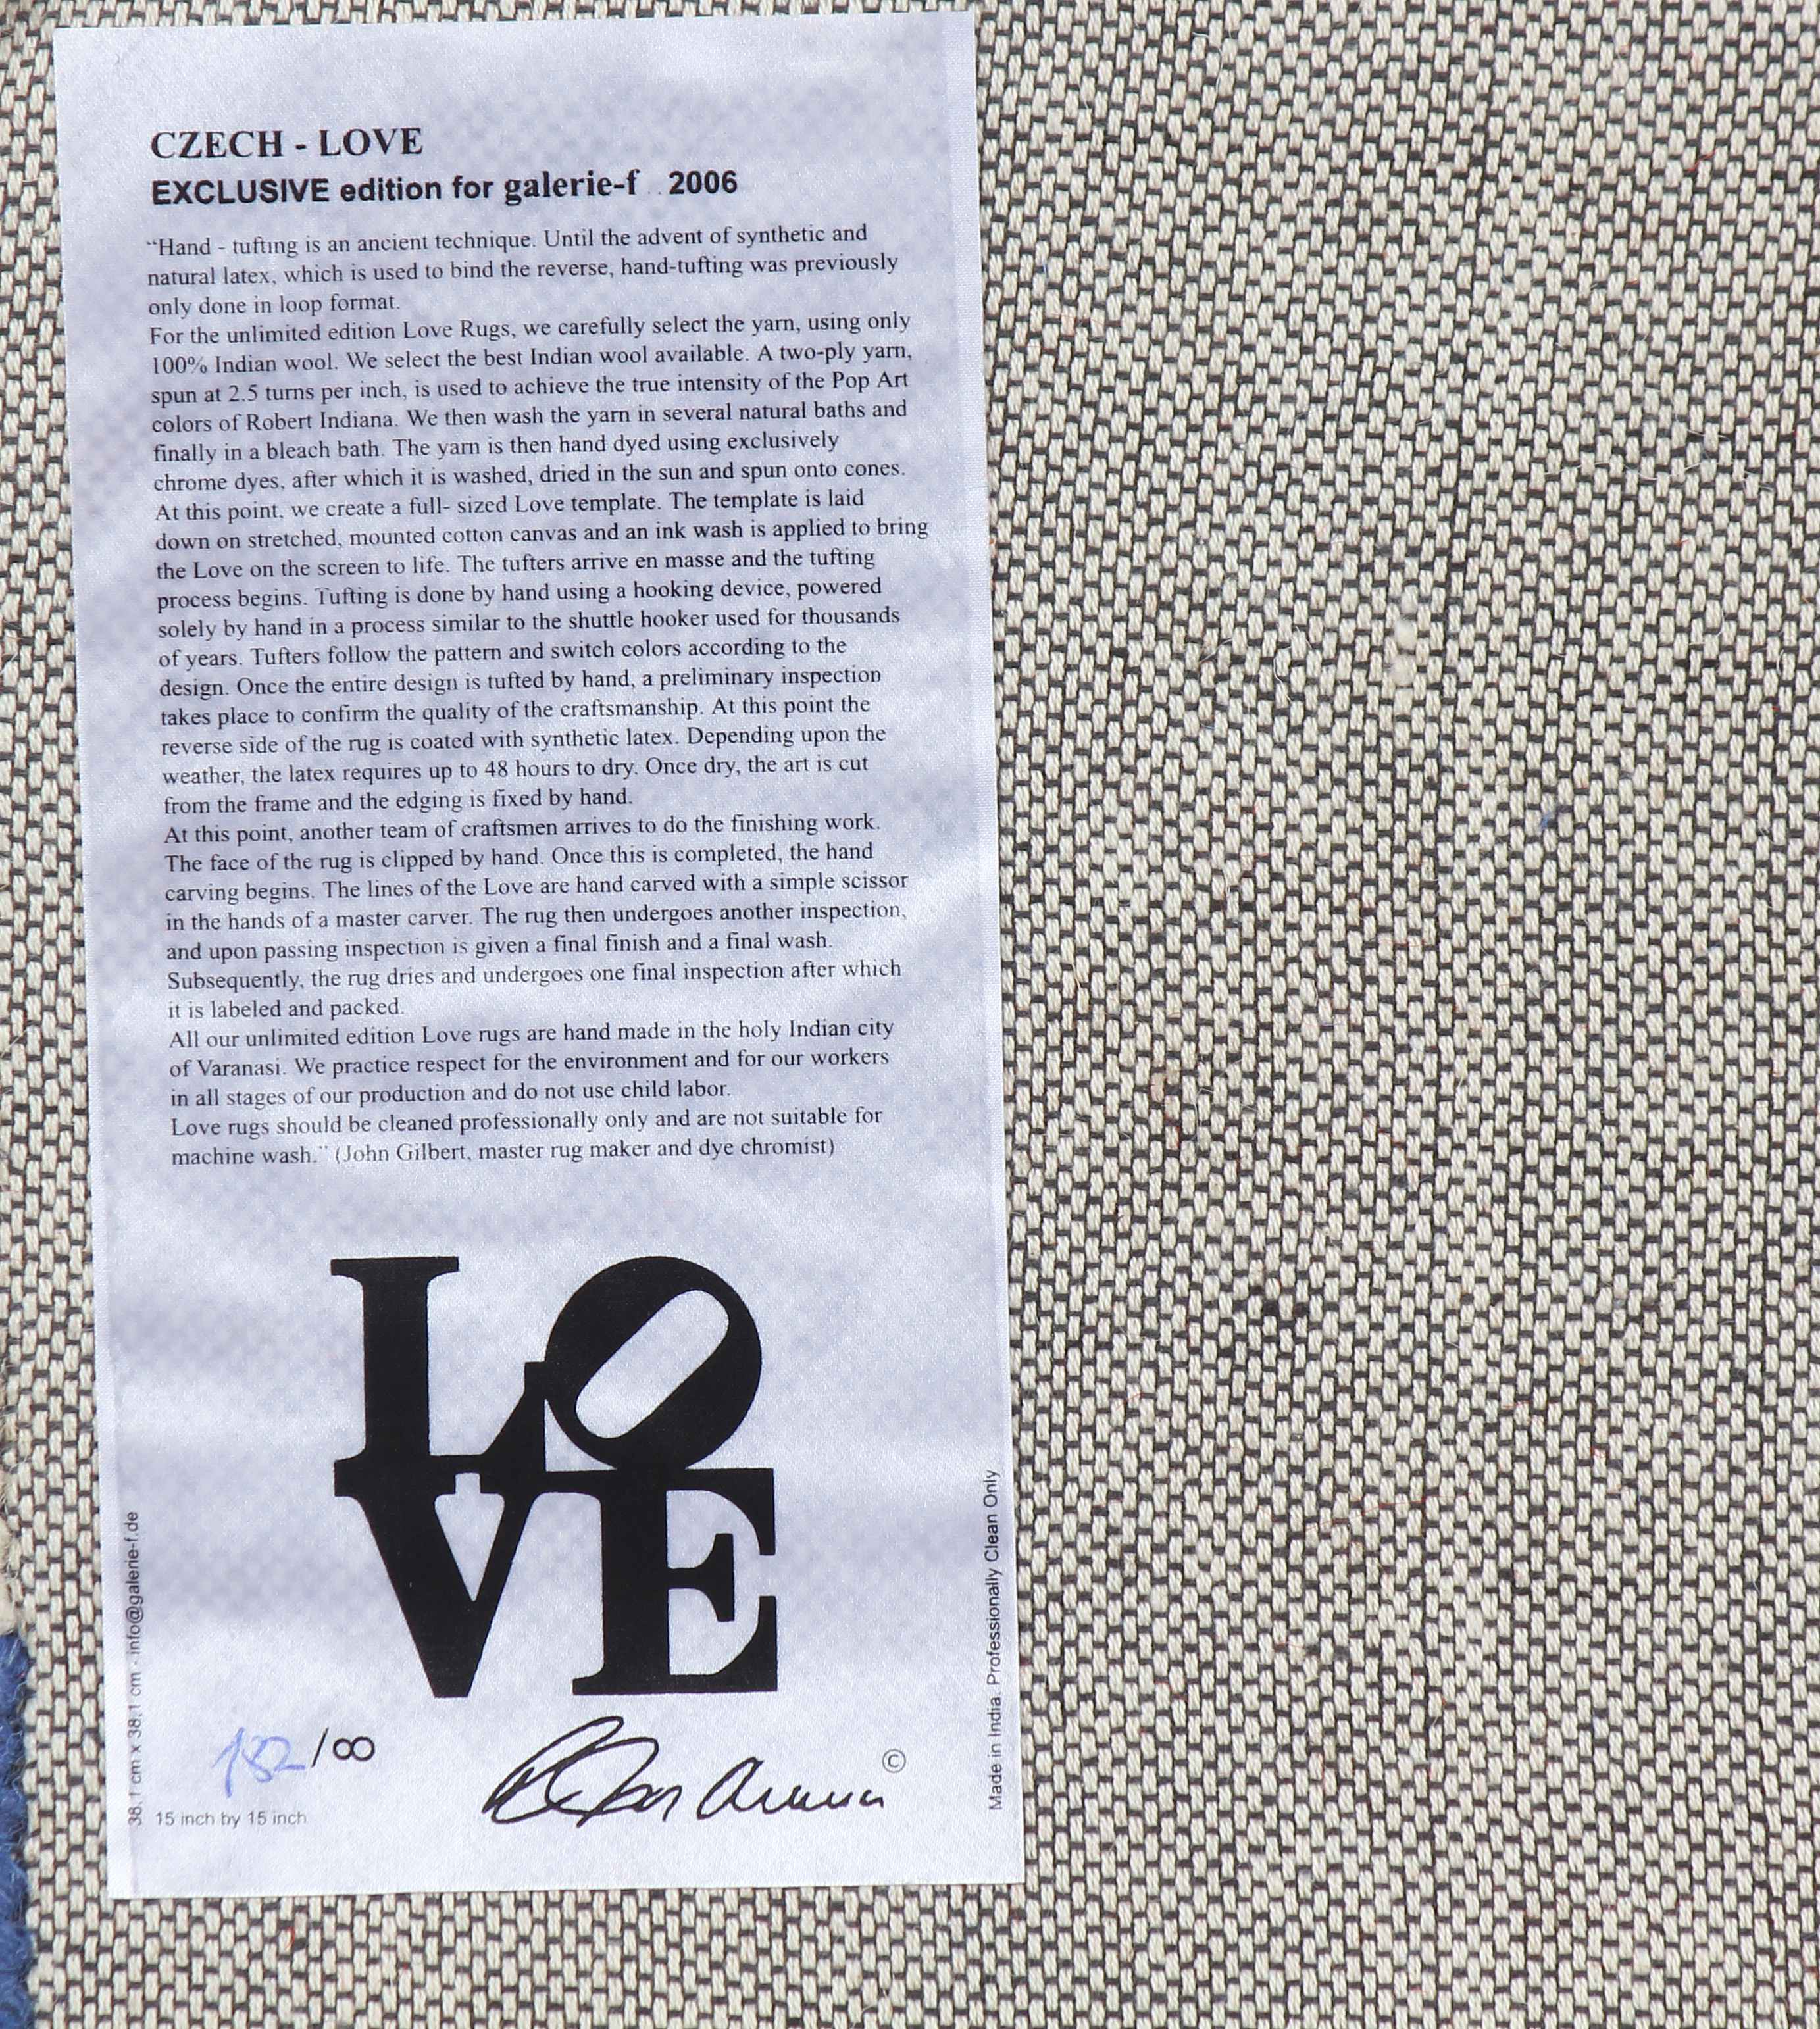 CZECH - LOVE
EXCLUSIVE edition for galerie-f 2006
“Hand - tufting is an ancient technique. Until the advent of synthetic and
natural latex, which is used to bind the reverse, hand-tufting was previously
only done in loop format.
For the unlimited edition Love Rugs, we carefully select the yarn, using only
100% Indian wool. We select the best Indian wool available. A two-ply yarn,
spun at 2.5 turns per inch, is used to achieve the true intensity of the Pop Art
colors of Robert Indiana. We then wash the yarn in several natural baths and
finally in a bleach bath. The yarn is then hand dyed using exclusively
chrome dyes, after which it is washed, dried in the sun and spun onto cones.
At this point, we create a full- sized Love template. The template is laid
down on stretched, mounted cotton canvas and an ink wash is applied to bring
the Love on the screen to life. The tufters arrive en masse and the tufting
process begins. Tufting is done by hand using a hooking device, powered
solely by hand in a process similar to the shuttle hooker used for thousands
of years. Tufters follow the pattern and switch colors according to the
design. Once the entire design is tufted by hand, a preliminary inspection
takes place to confirm the quality of the craftsmanship. At this point the
reverse side of the rug is coated with synthetic latex. Depending upon the
weather, the latex requires up to 48 hours to dry. Once dry, the art is cut
from the frame and the edging is fixed by hand.
At this point, another team of craftsmen arrives to do the finishing work.
The face of the rug is clipped by hand. Once this is completed, the hand
carving begins. The lines of the Love are hand carved with a simple scissor
in the hands of a master carver. The rug then undergoes another inspection,
and upon passing inspection is given a final finish and a final wash.
Subsequently, the rug dries and undergoes one final inspection after which
it is labeled and packed.
All our unlimited edition Love rugs are hand made in the holy Indian city
of Varanasi. We practice respect for the environment and for our workers
in all stages of our production and do not use child labor.
Love rugs should be cleaned professionally only and are not suitable for
machine wash.” (John Gilbert, master rug maker and dye chromist)
LO
VE
182/∞
©
15 inch by 15 inch
38,1 cm x 38,1 cm - info@galerie-f.de
Made in India. Professionally Clean Only